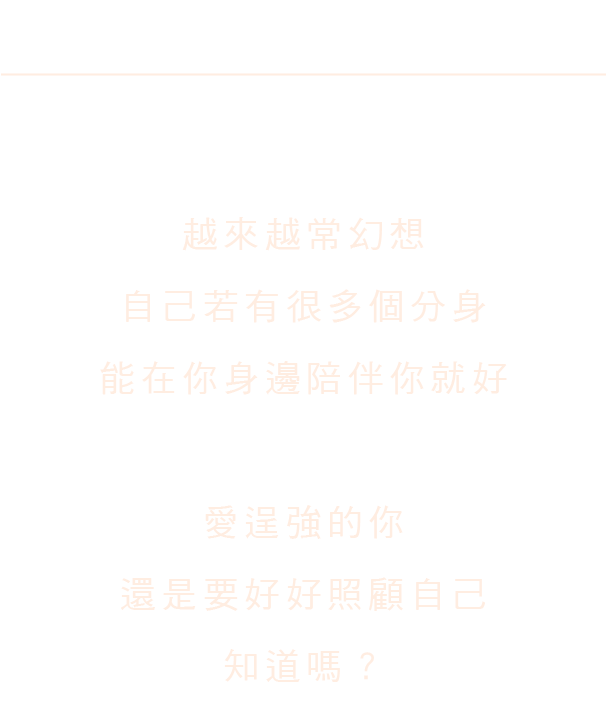 越來越常幻想
自己若有很多個分身
能在你身邊陪伴你就好
愛逞強的你
還是要好好照顧自己
知道嗎？